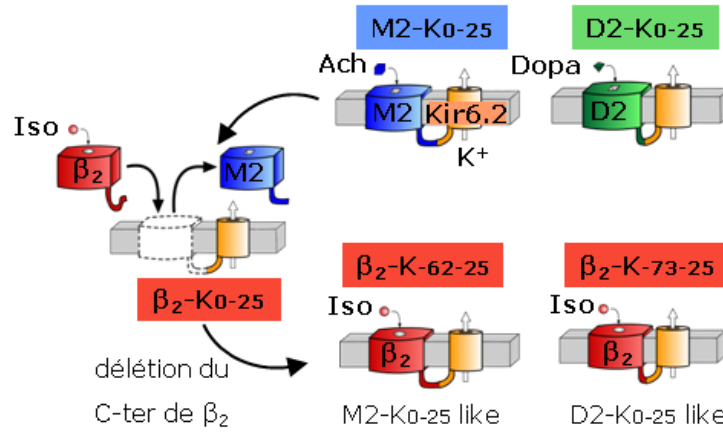 M2-K0-25
D2-K0-25
Ach
Dopa
M2
Kir6.2
D2
K+
Iso
β2
M2
β2-K0-25
β2-K-62-25
β2-K-73-25
Iso
Iso
β2
β2
délétion du
C-ter de β2
M2-K0-25 like
D2-K0-25 like